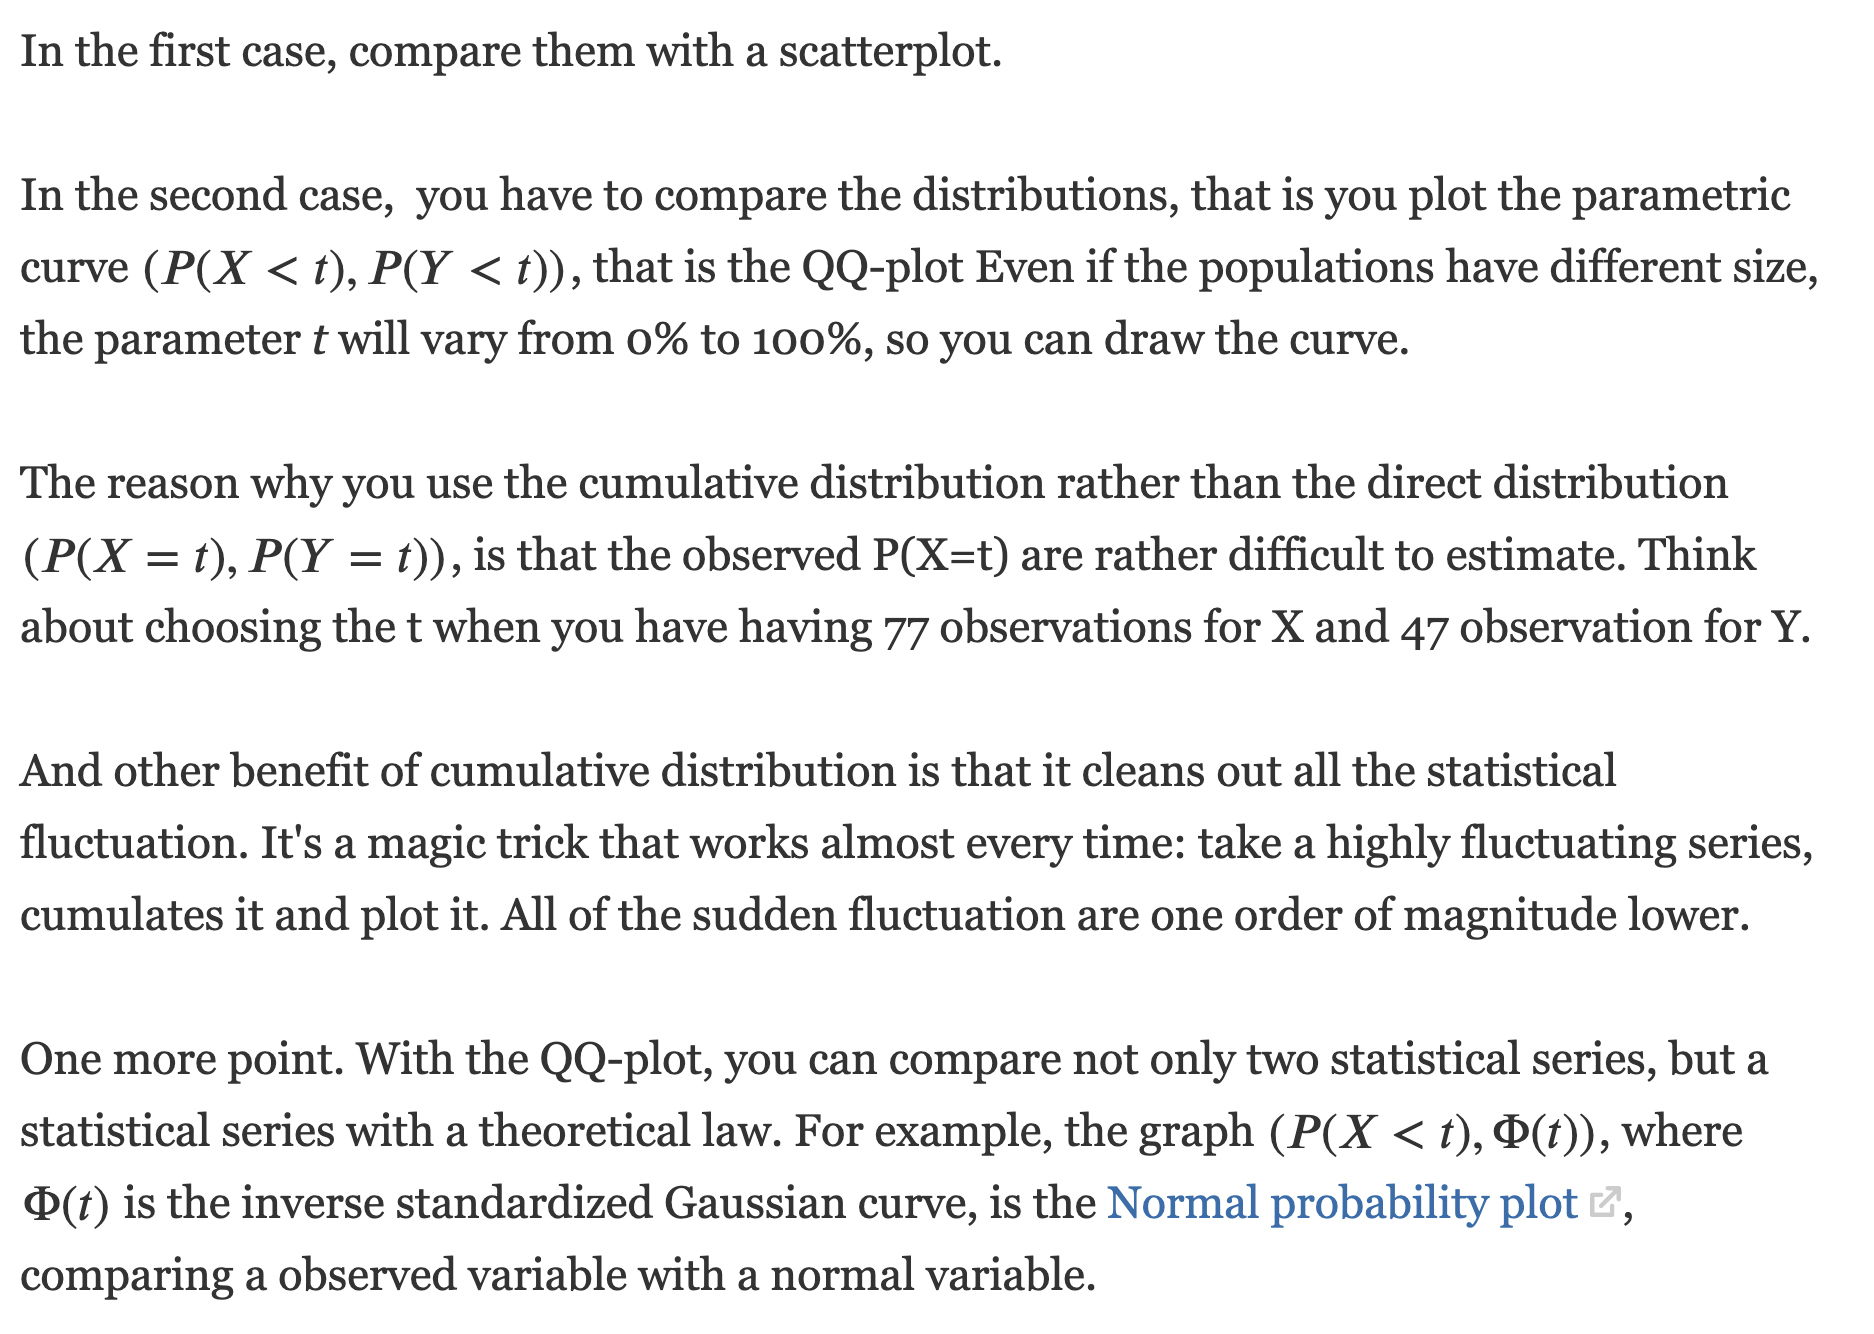 In the first case, compare them with a scatterplot.
In the second case,  you have to compare the distributions, that is you plot the parametric
curve (P(X < t), P(Y < t)), that is the QQ-plot Even if the populations have different size,
the parameter t will vary from 0% to 100%, so you can draw the curve.
The reason why you use the cumulative distribution rather than the direct distribution
(P(X = t), P(Y = t)), is that the observed P(X=t) are rather difficult to estimate. Think
about choosing the t when you have having 77 observations for X and 47 observation for Y.
And other benefit of cumulative distribution is that it cleans out all the statistical
fluctuation. It's a magic trick that works almost every time: take a highly fluctuating series,
cumulates it and plot it. All of the sudden fluctuation are one order of magnitude lower.
One more point. With the QQ-plot, you can compare not only two statistical series, but a
statistical series with a theoretical law. For example, the graph (P(X < t), Φ(t)), where
Φ(t) is the inverse standardized Gaussian curve, is the Normal probability plot,
comparing a observed variable with a normal variable.